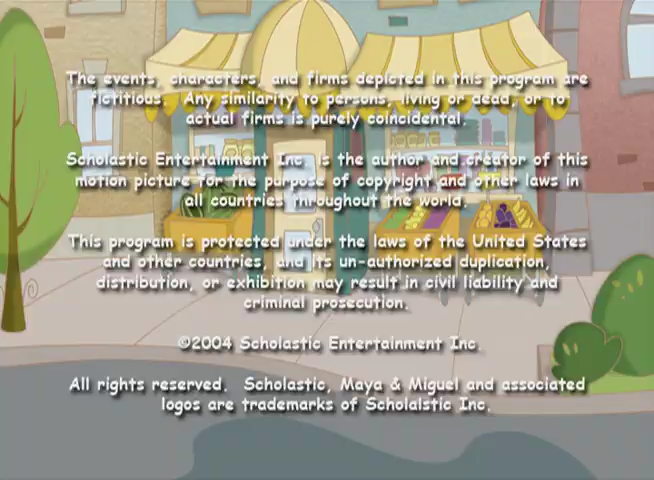 The events, characters, and firms depicted in this program are
fictitious. Any similarity to persons, living or dead, or to
actual firms is purely coincidental.
Scholastic Entertainment Inc. is the author and creator of this
motion picture for the purpose of copyright and other laws in
all countries throughout the world.
This program is protected under the laws of the United States
and other countries, and its un-authorized duplication,
distribution, or exhibition may result in civil liability and
criminal prosecution.
©2004 Scholastic Entertainment Inc.
All rights reserved. Scholastic, Maya & Miguel and associated
logos are trademarks of Scholalstic Inc.